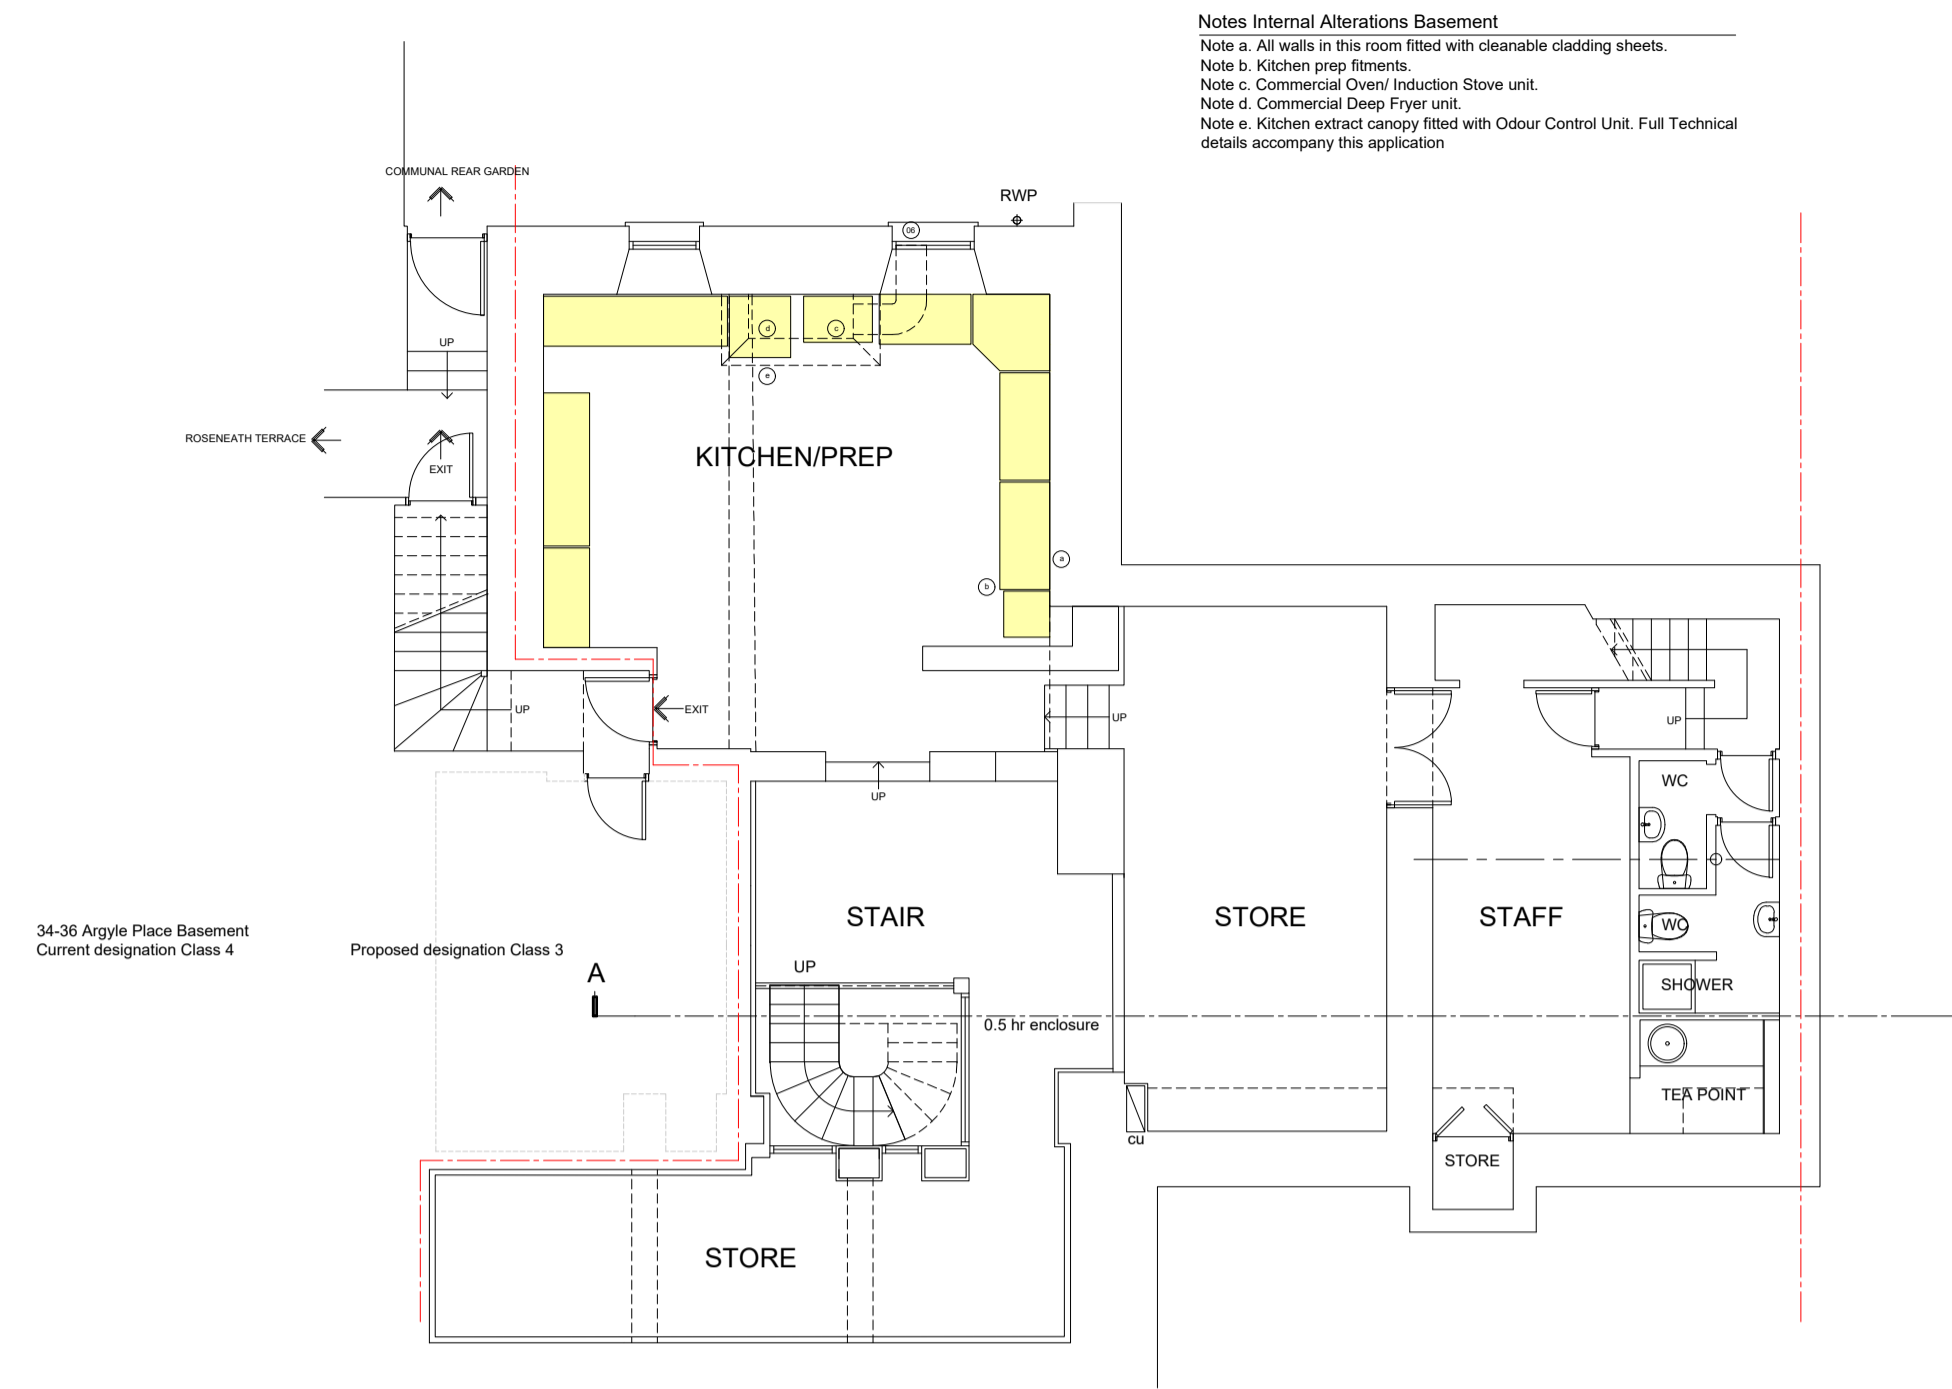 Notes Internal Alterations Basement
Note a. All walls in this room fitted with cleanable cladding sheets.
Note b. Kitchen prep fitments.
Note c. Commercial Oven/ Induction Stove unit.
Note d. Commercial Deep Fryer unit.
Note e. Kitchen extract canopy fitted with Odour Control Unit. Full Technical
details accompany this application
COMMUNAL REAR GARDEN
RWP
06
d
c
UP
e
ROSENEATH TERRACE
EXIT
KITCHEN/PREP
a
b
UP
EXIT
UP
UP
UP
WC
STAIR
STORE
STAFF
WC
34-36 Argyle Place Basement
Current designation Class 4
Proposed designation Class 3
UP
A
SHOWER
0.5 hr enclosure
TEA POINT
cu
STORE
STORE